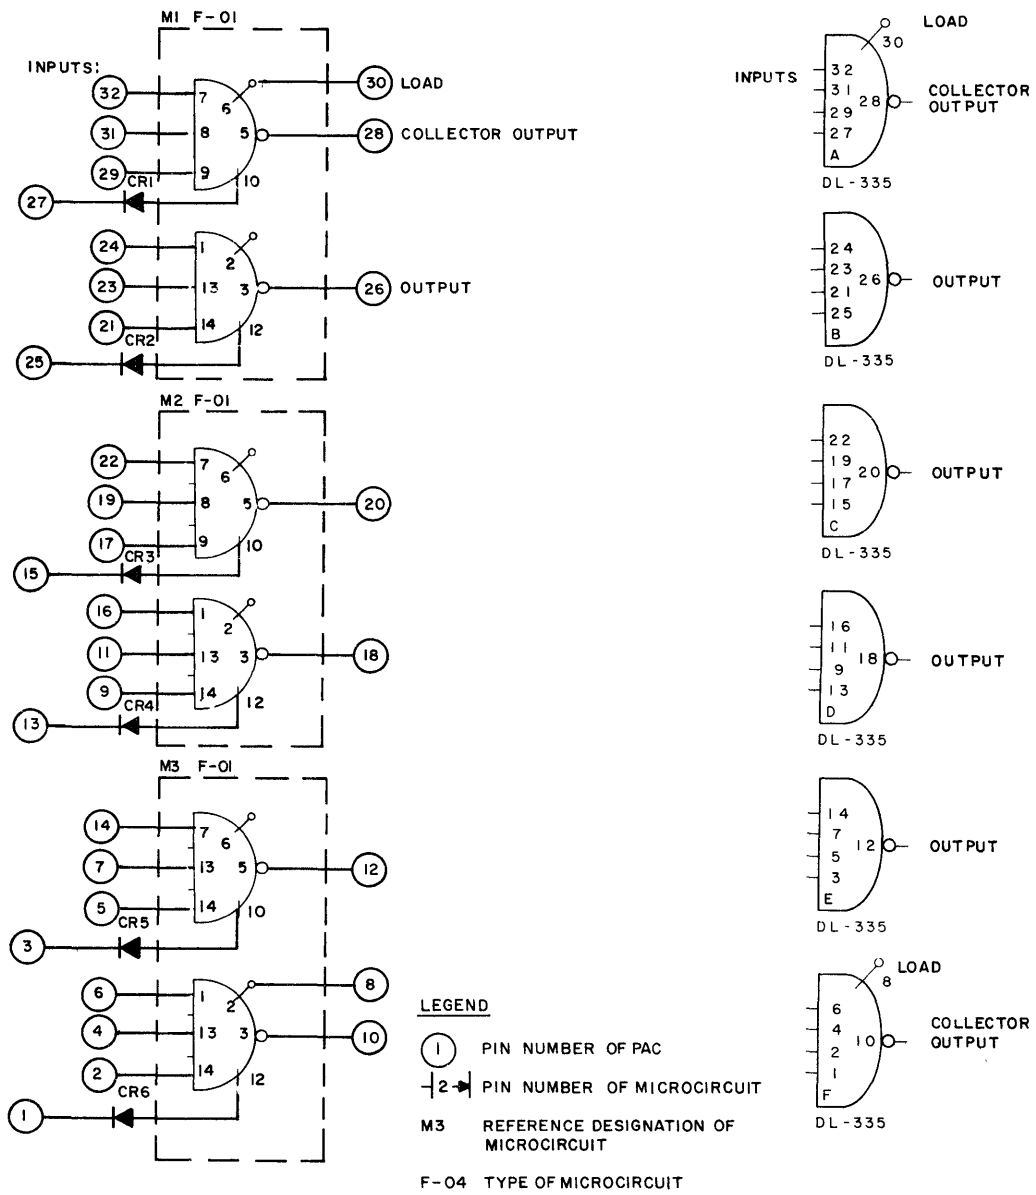 M1 F-01
INPUTS:
32
7
6
30 LOAD
31
8
5
28 COLLECTOR OUTPUT
29
9
10
CR1
27
24
1
2
23
13
3
26 OUTPUT
21
14
12
CR2
25
M2 F-01
22
7
6
19
8
5
20
17
9
10
CR3
15
16
1
2
11
13
3
18
9
14
12
CR4
13
M3 F-01
14
7
6
7
13
5
12
5
14
10
CR5
3
6
1
2
8
4
13
3
10
2
14
12
CR6
1
LEGEND
1 PIN NUMBER OF PAC
2 PIN NUMBER OF MICROCIRCUIT
M3 REFERENCE DESIGNATION OF
MICROCIRCUIT
F-04 TYPE OF MICROCIRCUIT
LOAD
30
INPUTS
32
31
29
27
28
COLLECTOR
OUTPUT
A
DL-335
24
23
21
25
26
OUTPUT
B
DL-335
22
19
17
15
20
OUTPUT
C
DL-335
16
11
9
13
18
OUTPUT
D
DL-335
14
7
5
3
12
OUTPUT
E
DL-335
LOAD
8
6
4
2
1
10
COLLECTOR
OUTPUT
F
DL-335